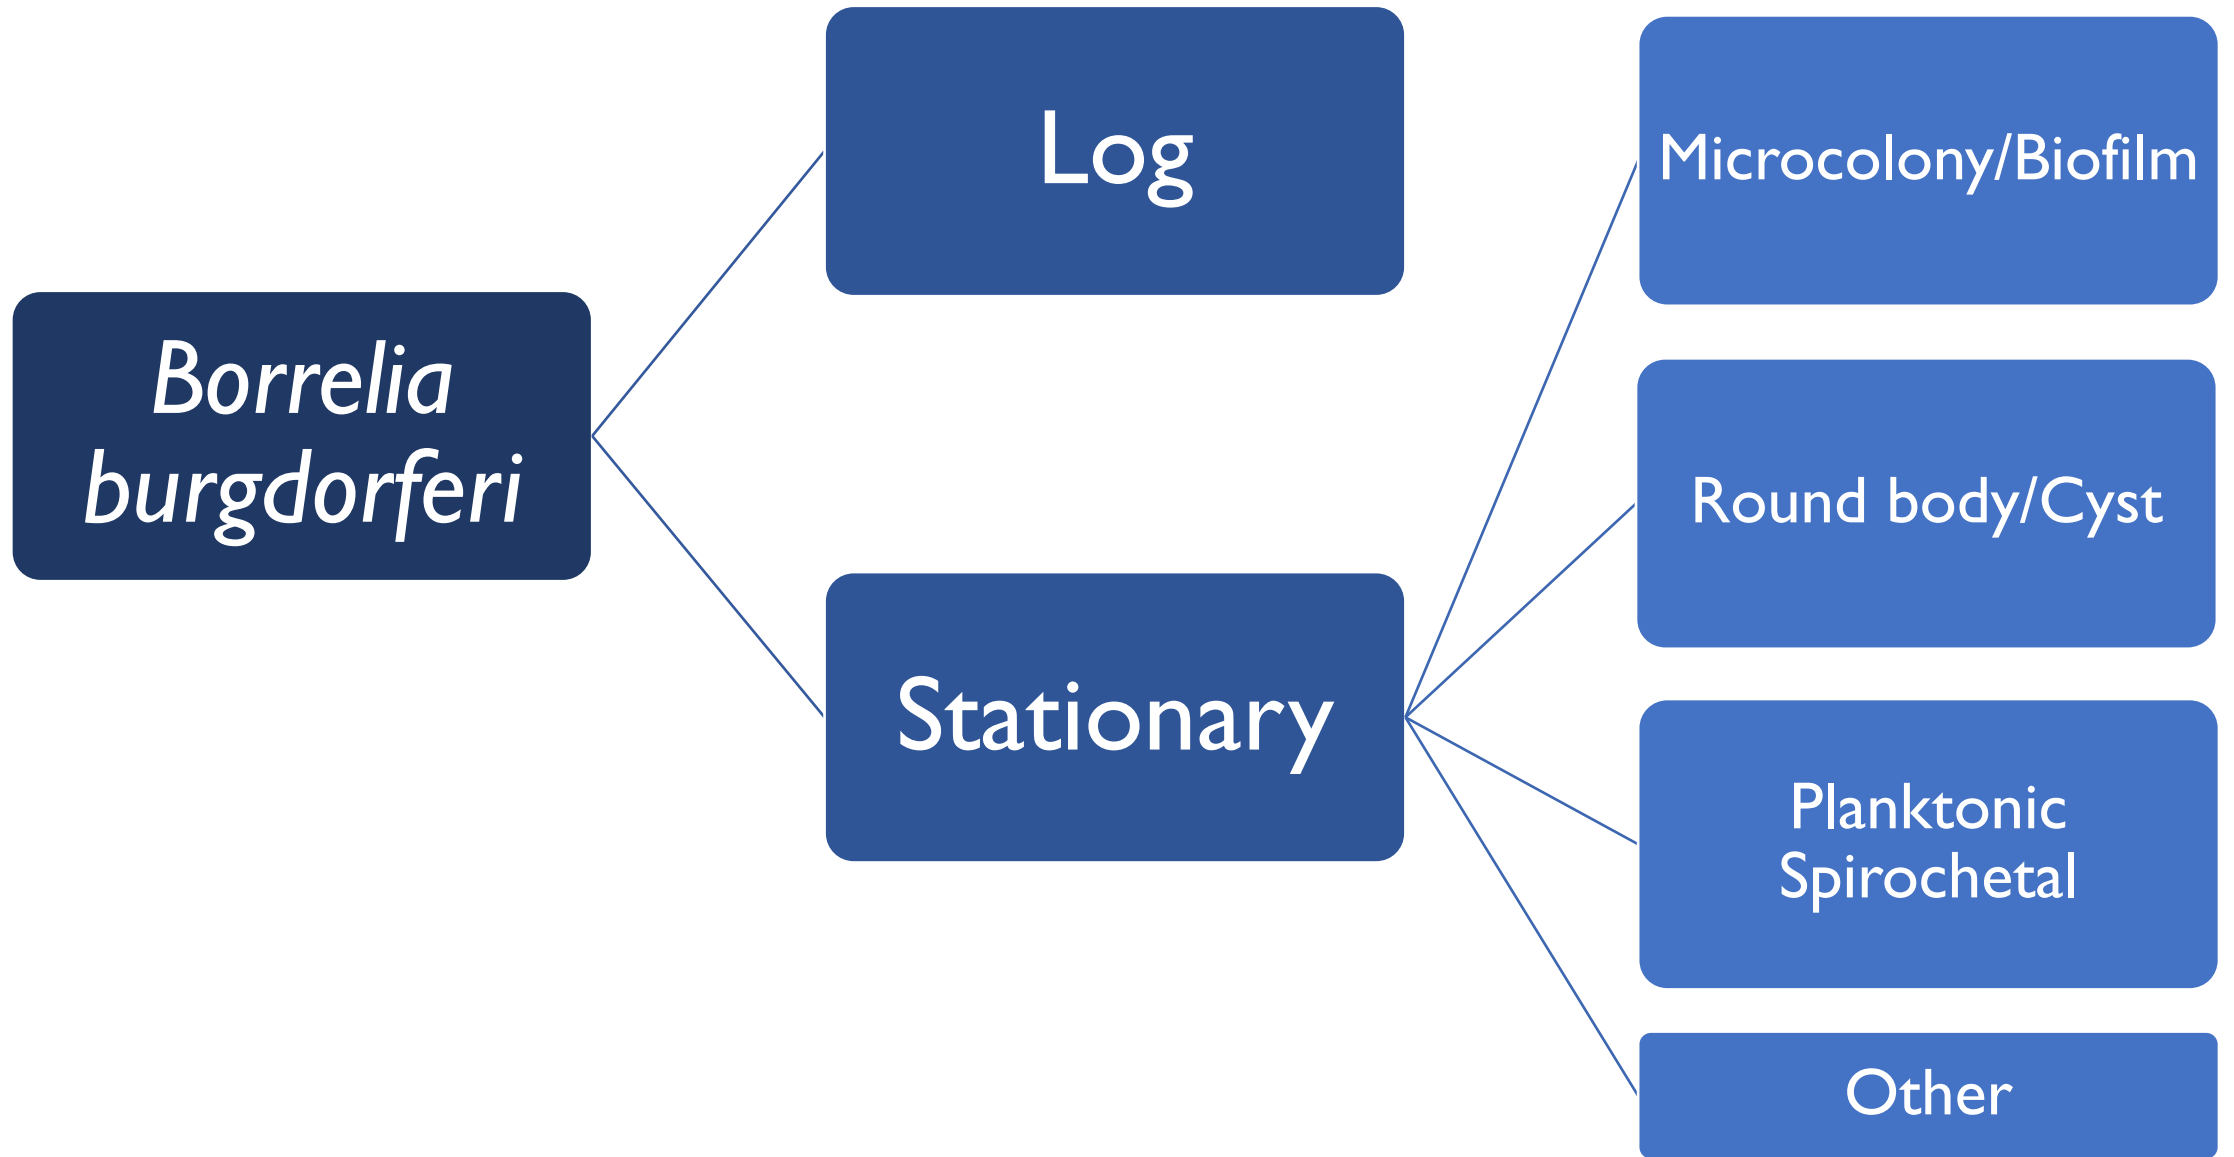 Borrelia
burgdorferi
Log
Stationary
Microcolony/Biofilm
Round body/Cyst
Planktonic
Spirochetal
Other